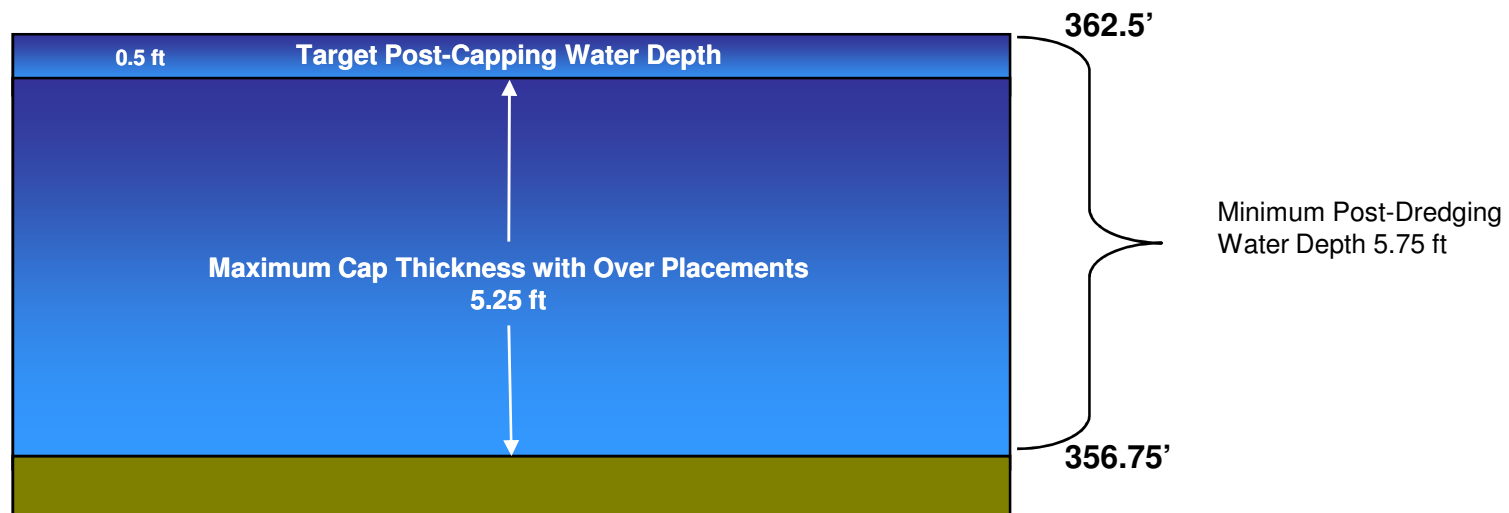 362.5’
0.5 ft
Target Post-Capping Water Depth
Minimum Post-Dredging
Water Depth 5.75 ft
Maximum Cap Thickness with Over Placements
5.25 ft
356.75’